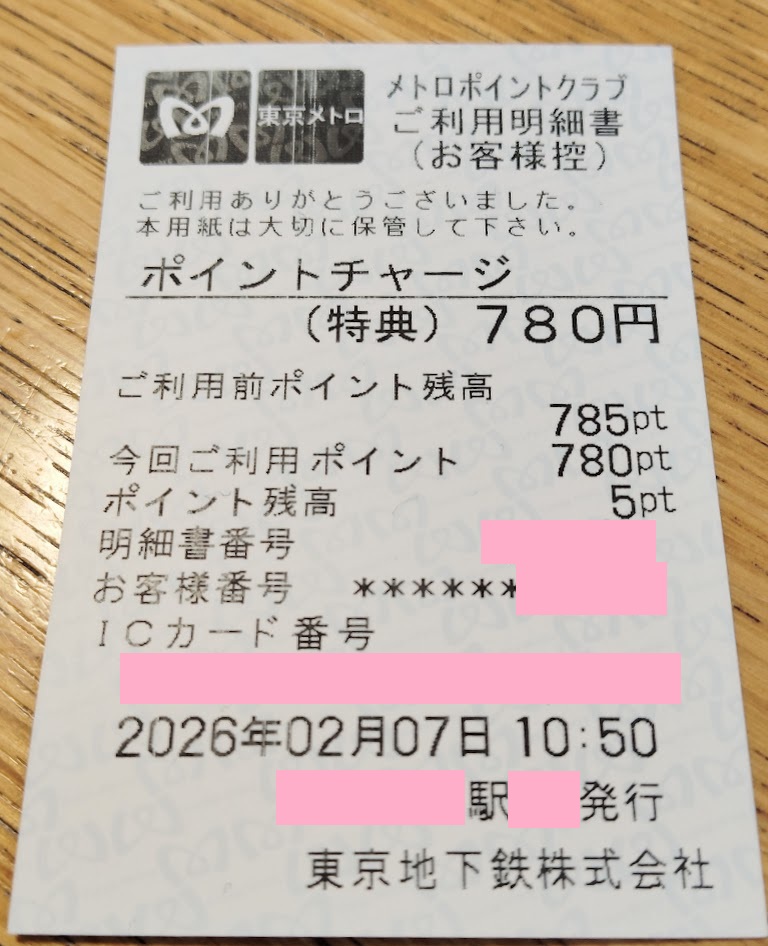 東京メトロ
メトロポイントクラブ
ご利用明細書
（お客様控）
ご利用ありがとうございました。
本用紙は大切に保管して下さい。
ポイントチャージ
（特典）７８０円
ご利用前ポイント残高
785pt
今回ご利用ポイント 780pt
ポイント残高 5pt
明細書番号
お客様番号 ******
ＩＣカード番号
2026年02月07日 10:50
駅 発行
東京地下鉄株式会社